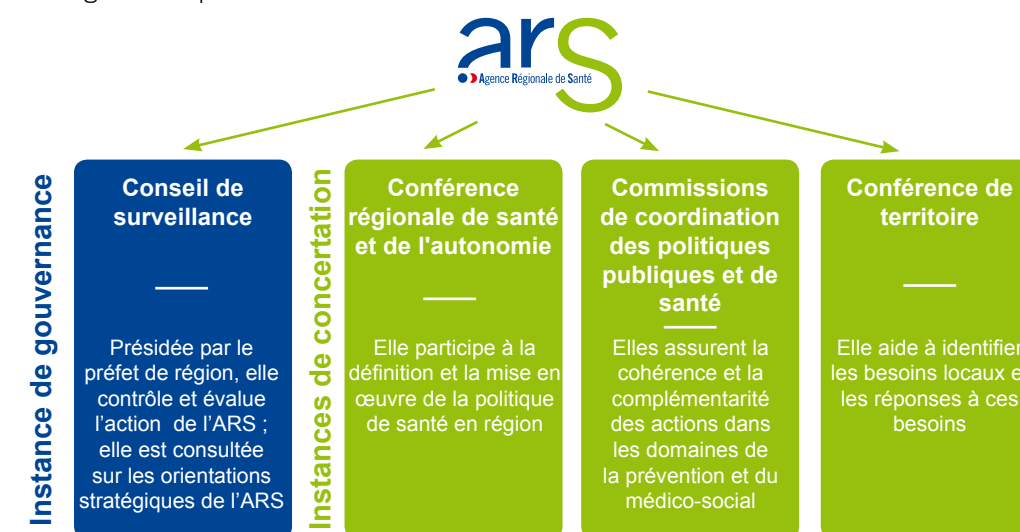 ars
Agence Régionale de Santé
Instance de gouvernance
Conseil de
surveillance
Présidée par le
préfet de région, elle
contrôle et évalue
l’action de l’ARS ;
elle est consultée
sur les orientations
stratégiques de l’ARS
Instances de concertation
Conférence
régionale de santé
et de l'autonomie
Elle participe à la
définition et la mise en
œuvre de la politique
de santé en région
Commissions
de coordination
des politiques
publiques et de
santé
Elles assurent la
cohérence et la
complémentarité
des actions dans
les domaines de
la prévention et du
médico-social
Conférence de
territoire
Elle aide à identifier
les besoins locaux e
les réponses à ces
besoins